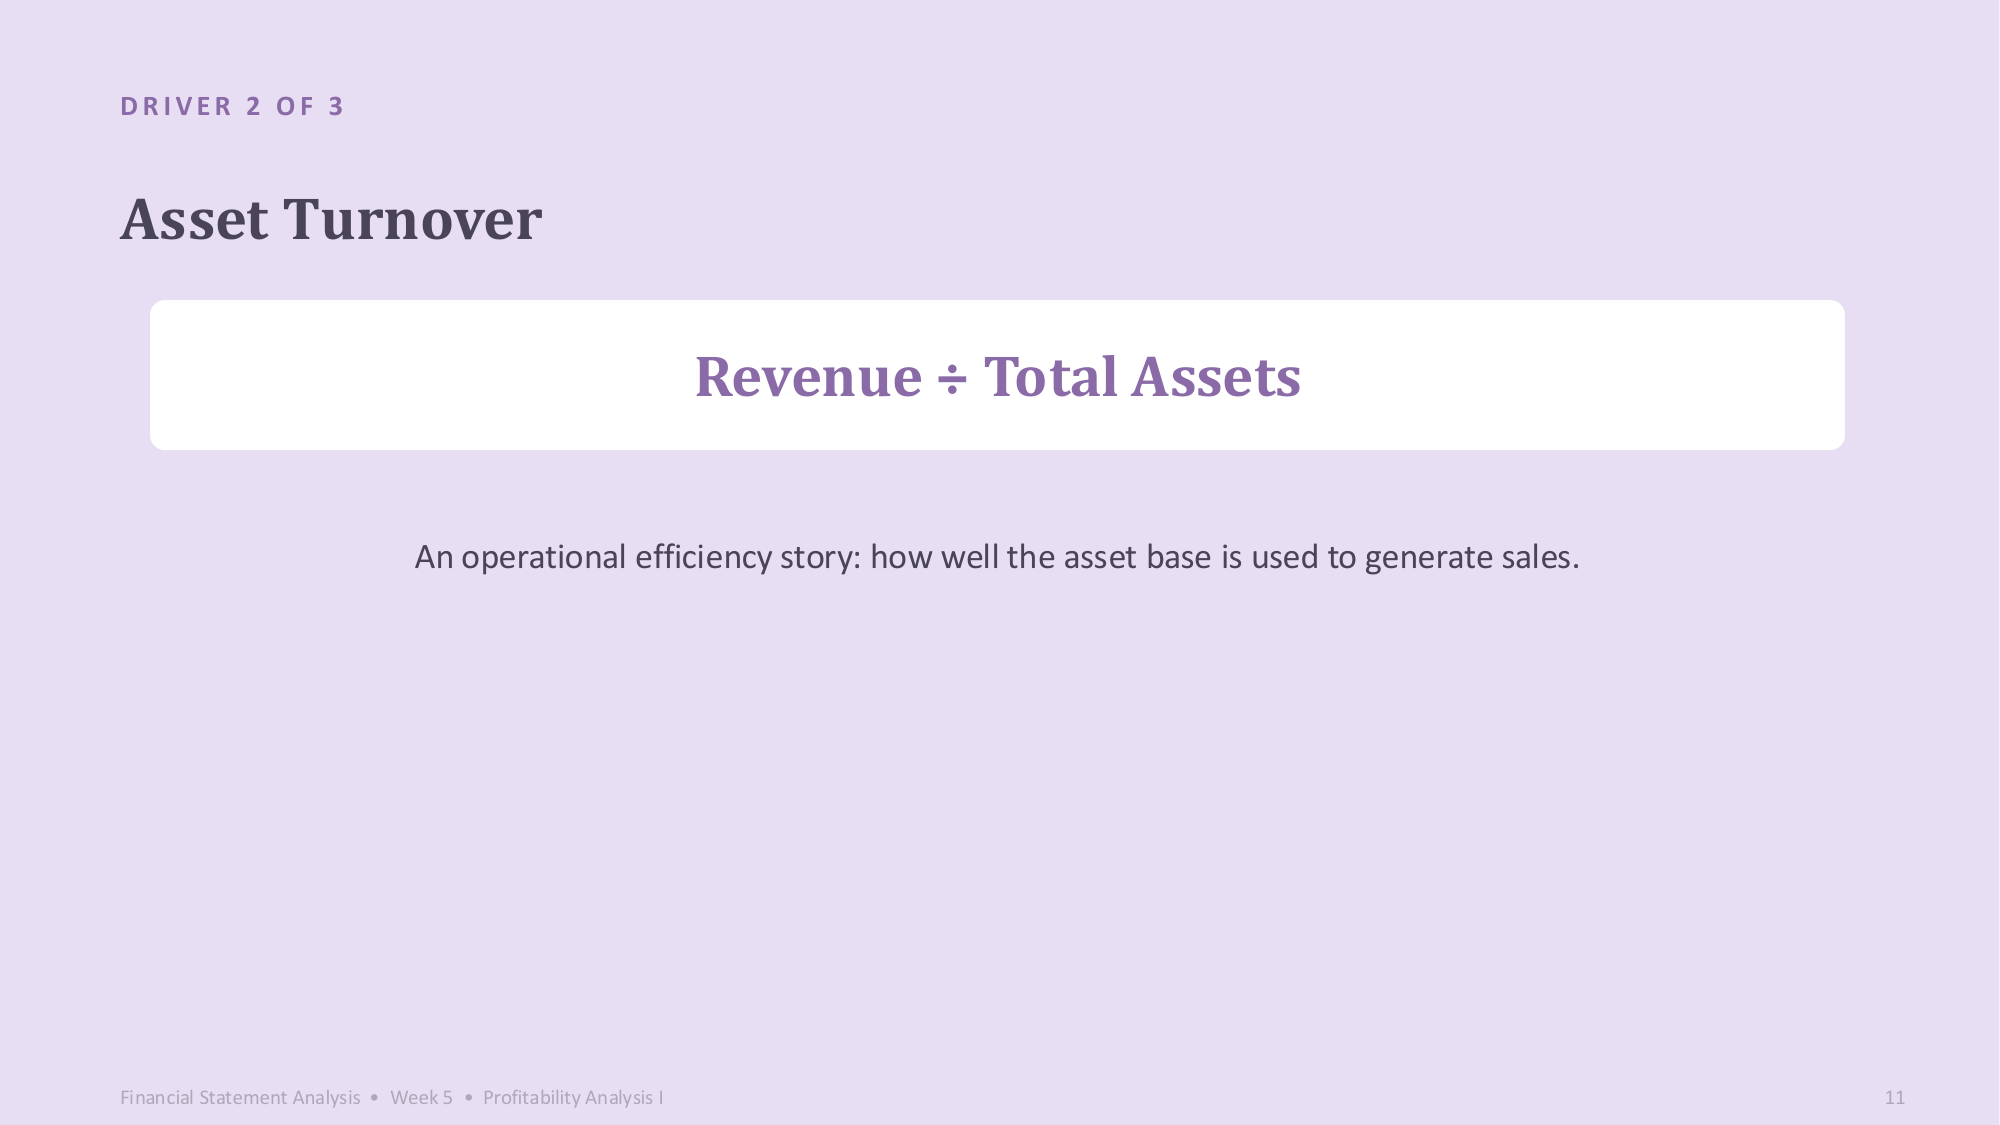 DRIVER 2 OF 3
Asset Turnover
Revenue ÷ Total Assets
An operational efficiency story: how well the asset base is used to generate sales.
Financial Statement Analysis • Week 5 • Profitability Analysis I
11